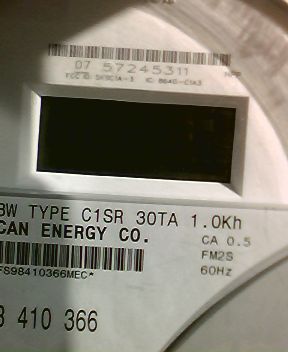 07 57245311
BW TYPE C1SR 30TA 1.0Kh
CAN ENERGY CO.
CA 0.5
FM2S
FS98410366MEC*
60Hz
8 410 366